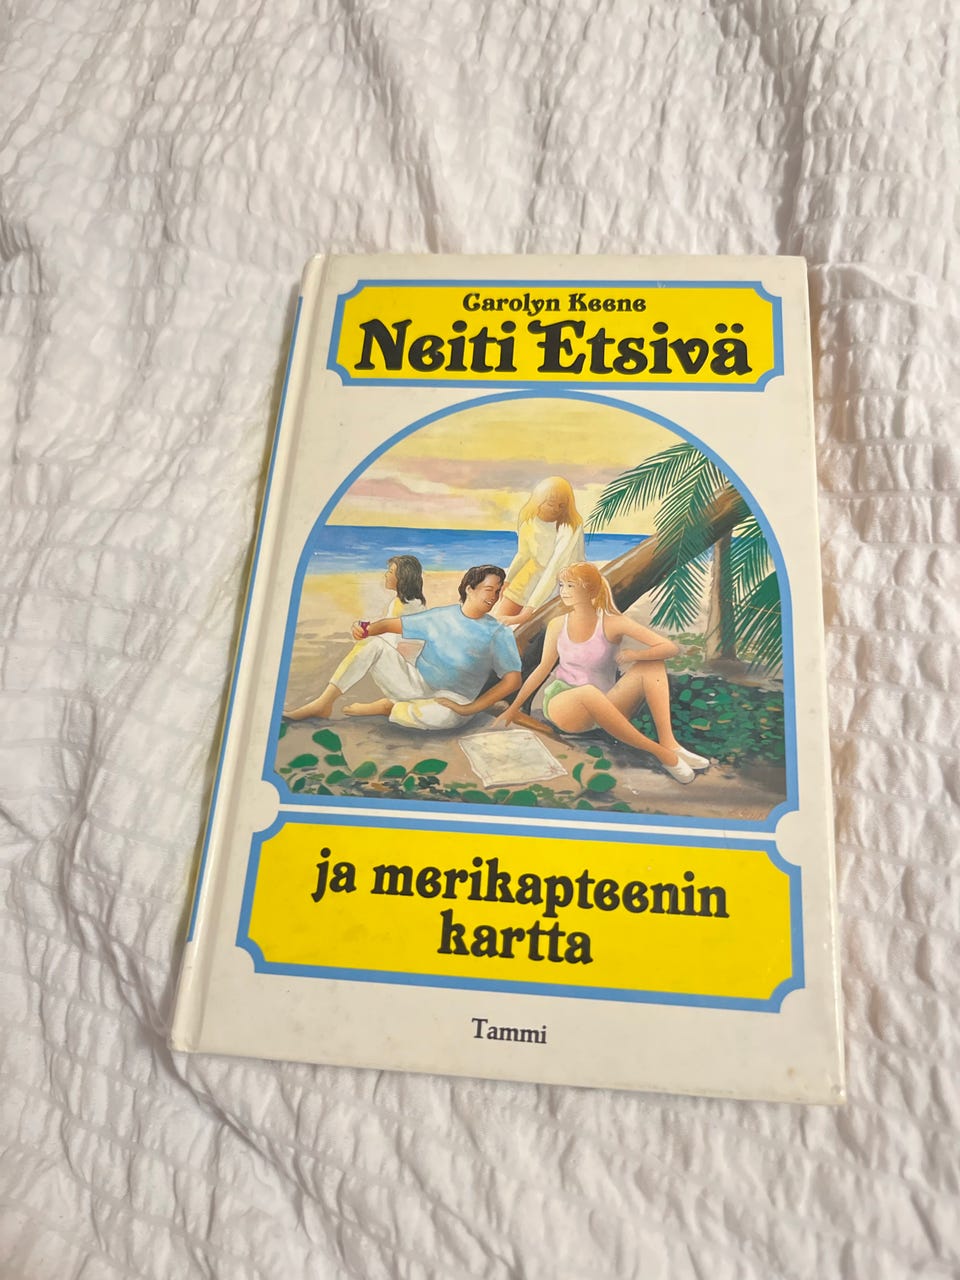 Carolyn Keene
Neiti Etsivä
ja merikapteenin
kartta
Tammi